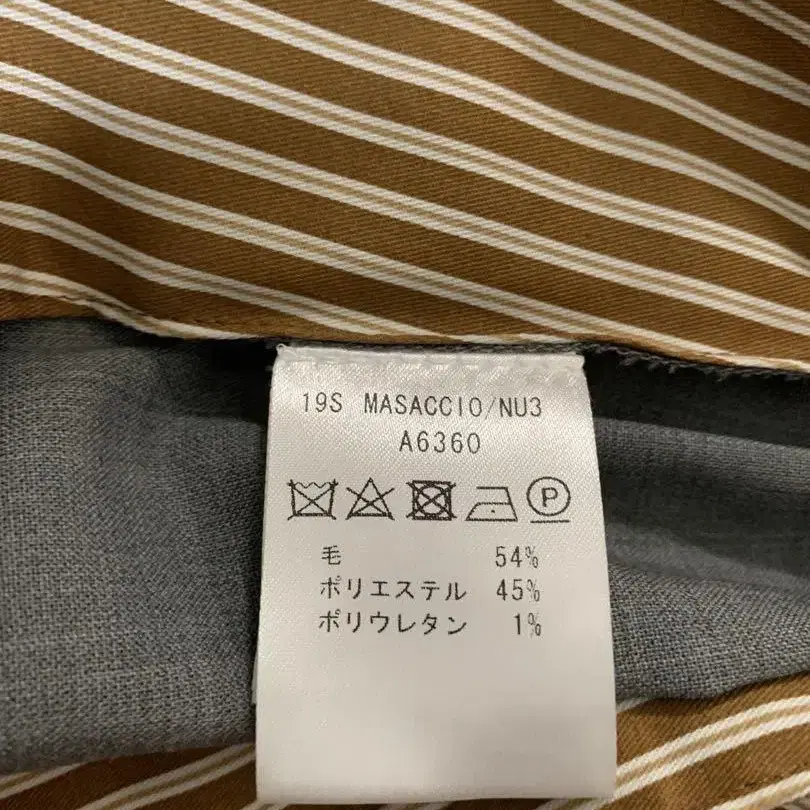 19S MASACCIO/NU3
A6360
P
毛 54%
ポリエステル 45%
ポリウレタン 1%